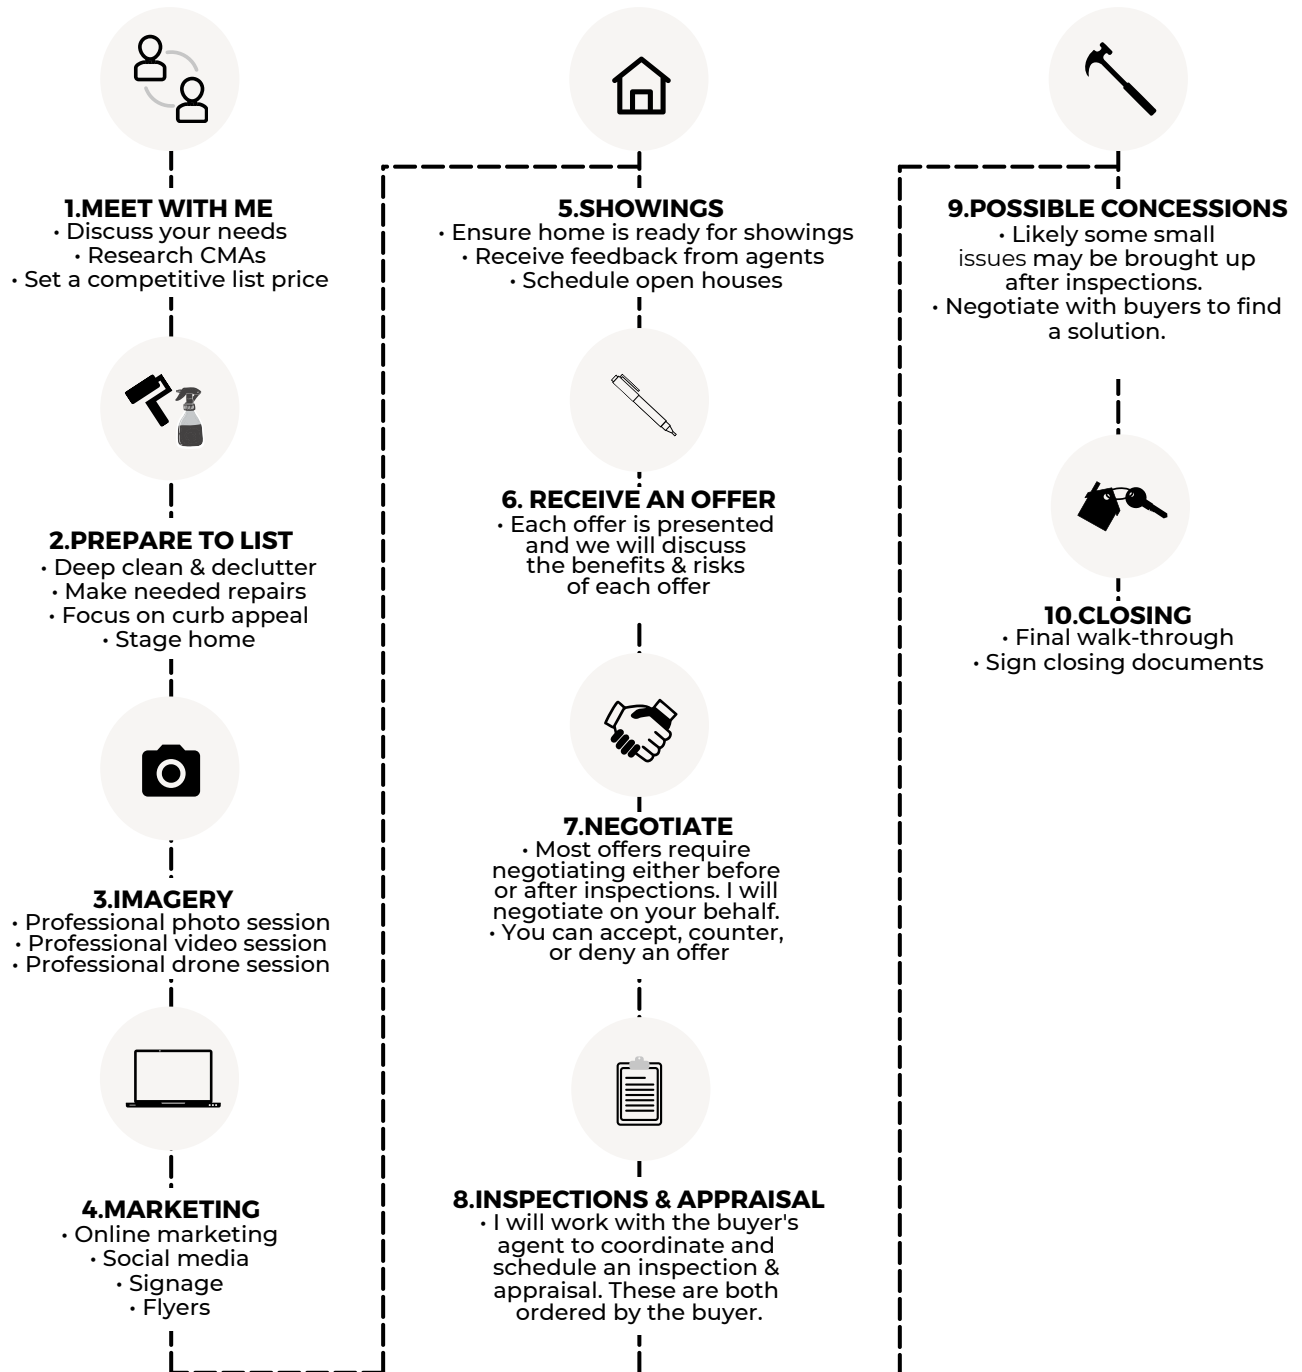 1.MEET WITH ME
• Discuss your needs
• Research CMAs
• Set a competitive list price
2.PREPARE TO LIST
• Deep clean & declutter
• Make needed repairs
• Focus on curb appeal
• Stage home
3.IMAGERY
• Professional photo session
• Professional video session
• Professional drone session
4.MARKETING
• Online marketing
• Social media
• Signage
• Flyers
5.SHOWINGS
• Ensure home is ready for showings
• Receive feedback from agents
• Schedule open houses
6. RECEIVE AN OFFER
• Each offer is presented
and we will discuss
the benefits & risks
of each offer
7.NEGOTIATE
• Most offers require
negotiating either before
or after inspections. I will
negotiate on your behalf.
• You can accept, counter,
or deny an offer
8.INSPECTIONS & APPRAISAL
• I will work with the buyer's
agent to coordinate and
schedule an inspection &
appraisal. These are both
ordered by the buyer.
9.POSSIBLE CONCESSIONS
• Likely some small
issues may be brought up
after inspections.
• Negotiate with buyers to find
a solution.
10.CLOSING
• Final walk-through
• Sign closing documents